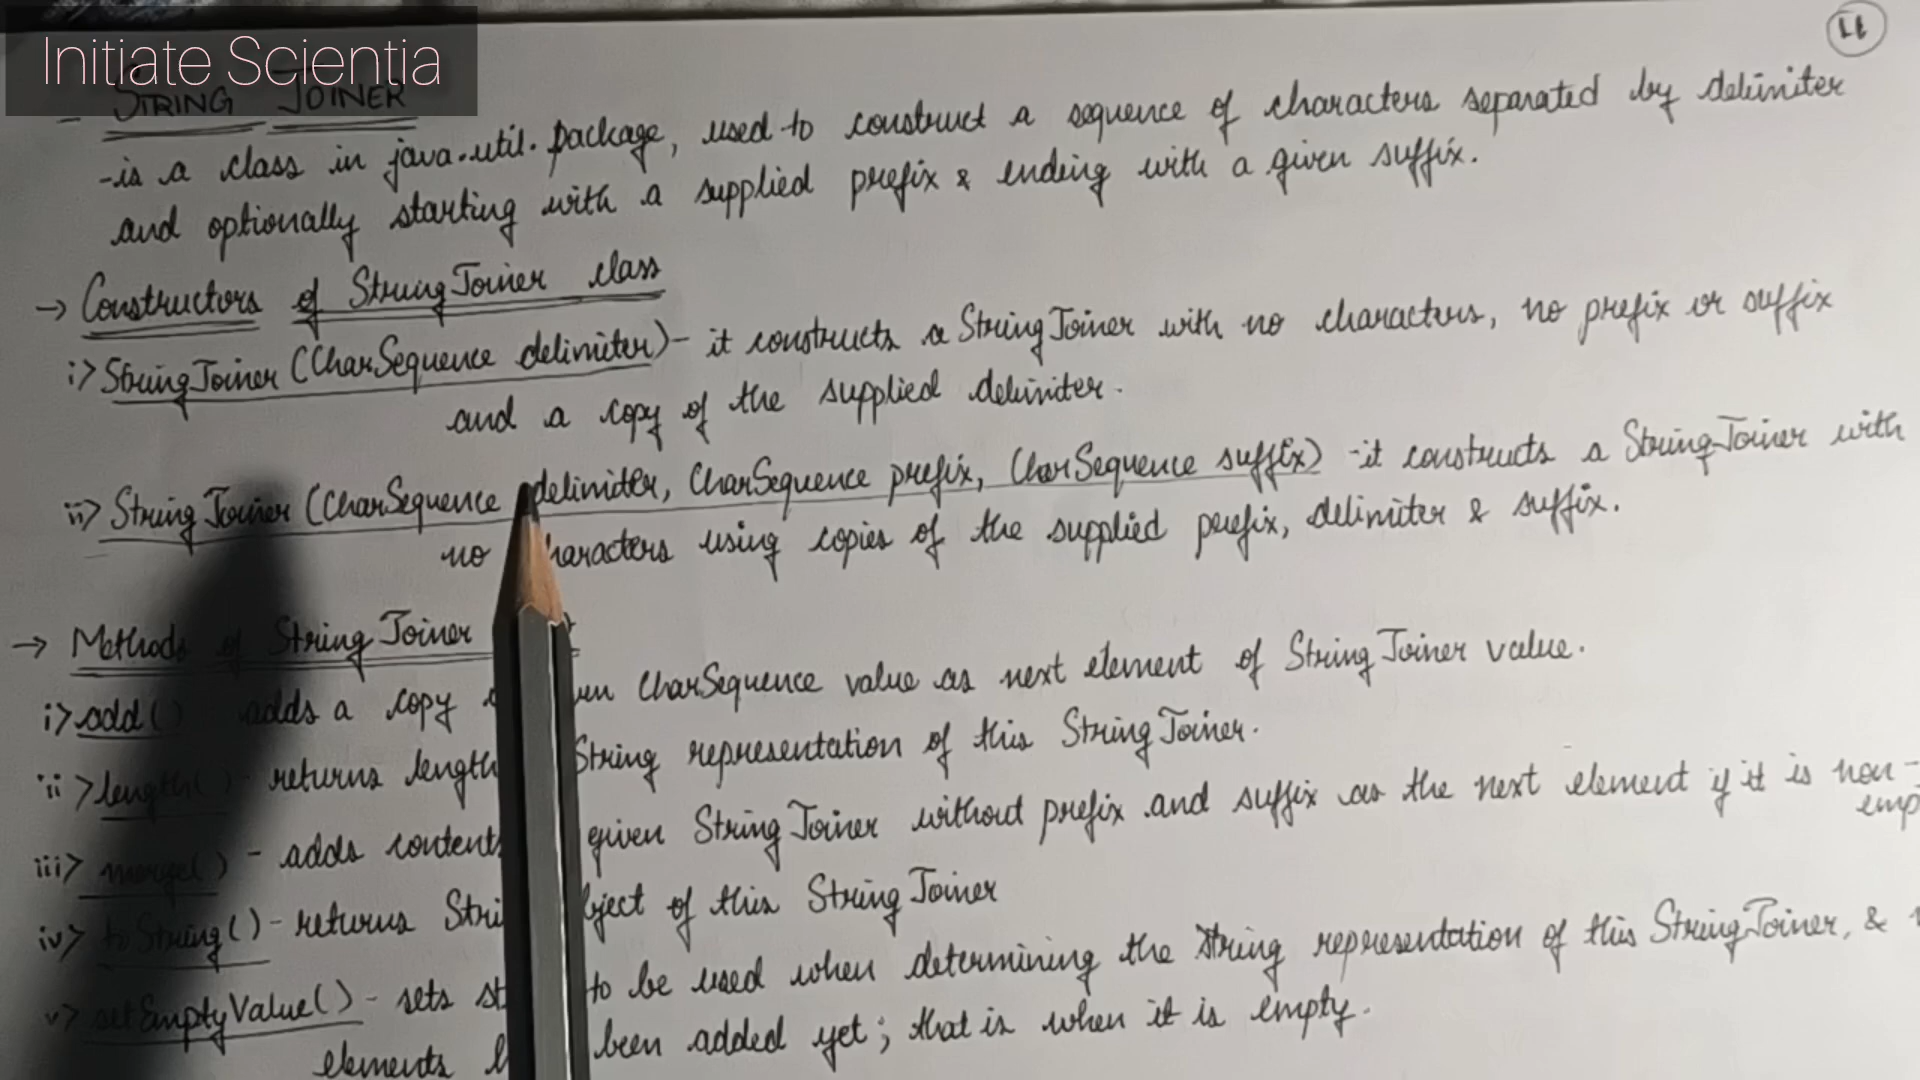 Initiate Scientia
11
- STRING JOINER
-is a class in java.util.package, used to construct a sequence of characters separated by delimiter
and optionally starting with a supplied prefix & ending with a given suffix.
→ Constructors of StringJoiner class
i> StringJoiner (CharSequence delimiter)- it constructs a StringJoiner with no characters, no prefix or suffix
and a copy of the supplied delimiter.
ii> StringJoiner (CharSequence delimiter, CharSequence prefix, CharSequence suffix) -it constructs a StringJoiner with
no characters using copies of the supplied prefix, delimiter & suffix.
→ Methods of StringJoiner
i> add() adds a copy CharSequence value as next element of StringJoiner value.
ii> length() - returns length String representation of this StringJoiner.
iii> merge() - adds contents given StringJoiner without prefix and suffix as the next element if it is non-
emp
iv> toString() - returns Stri bject of this StringJoiner
v> setEmptyValue() - sets st to be used when determining the string representation of this StringJoiner, &
elements been added yet; that is when it is empty.